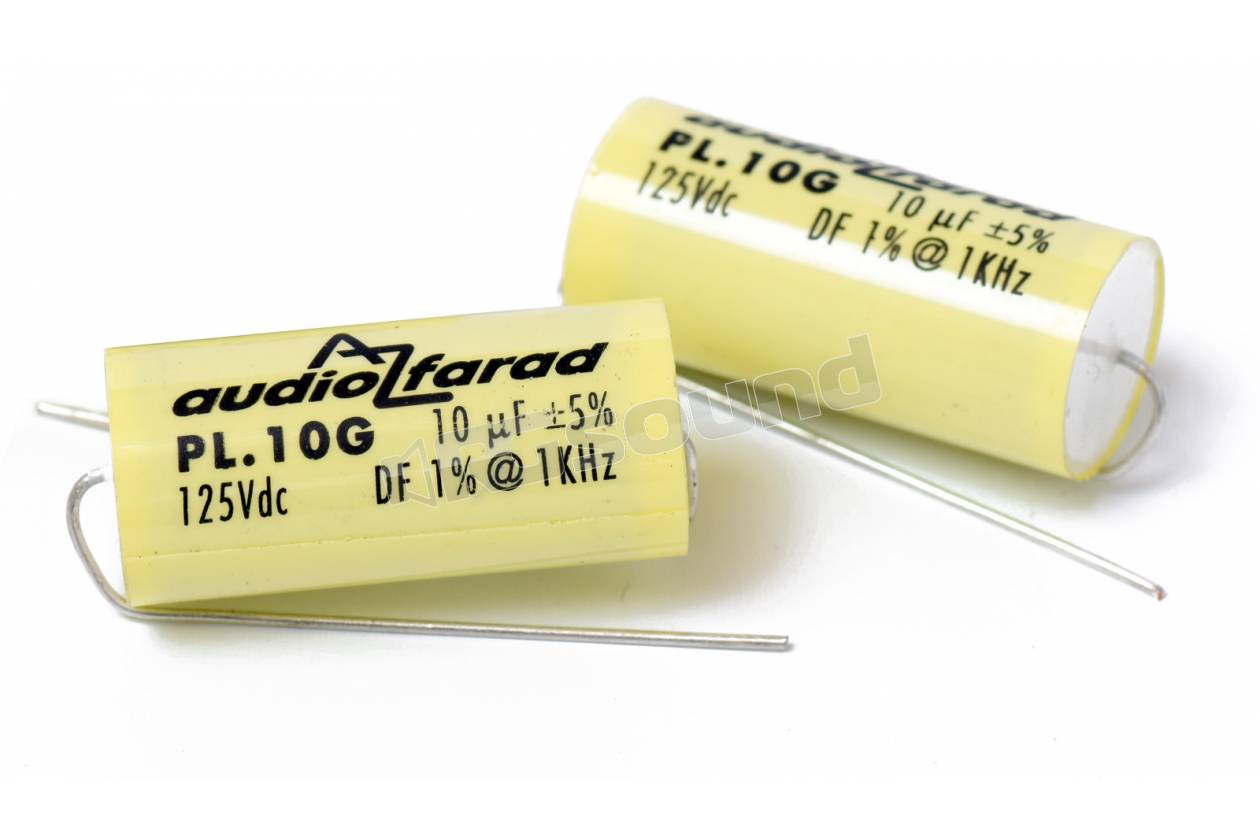 audiofarad
PL.10G 10 µF ±5%
125Vdc DF 1% @ 1KHz
audiofarad
PL.10G 10 µF ±5%
125Vdc DF 1% @ 1KHz